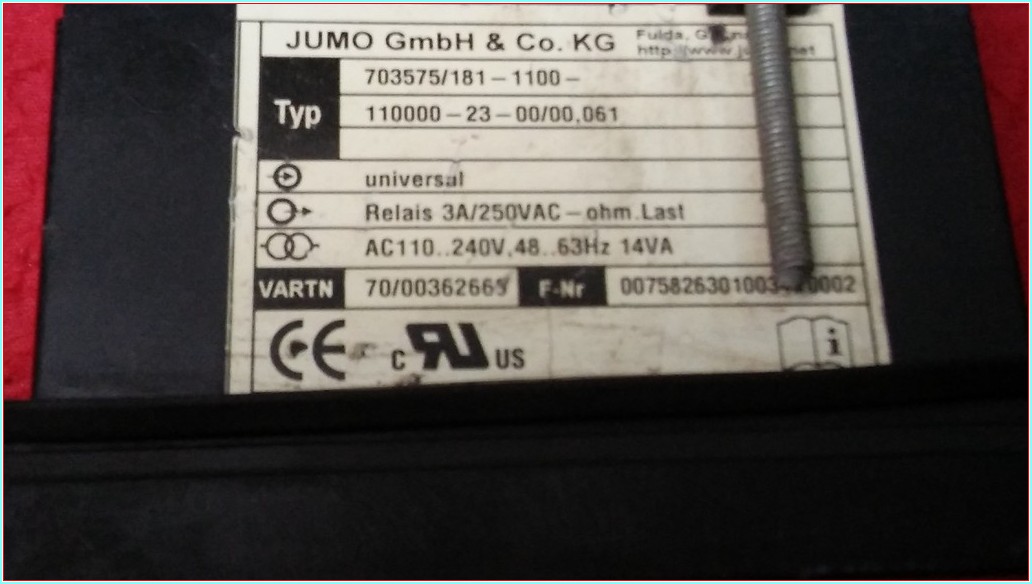 JUMO GmbH & Co. KG
Fulda,
703575/181-1100-
Typ
110000-23-00/00,061
universal
Relais 3A/250VAC-ohm.Last
AC110..240V,48..63Hz 14VA
VARTN 70/00362665 F-Nr
CE C RU US
i